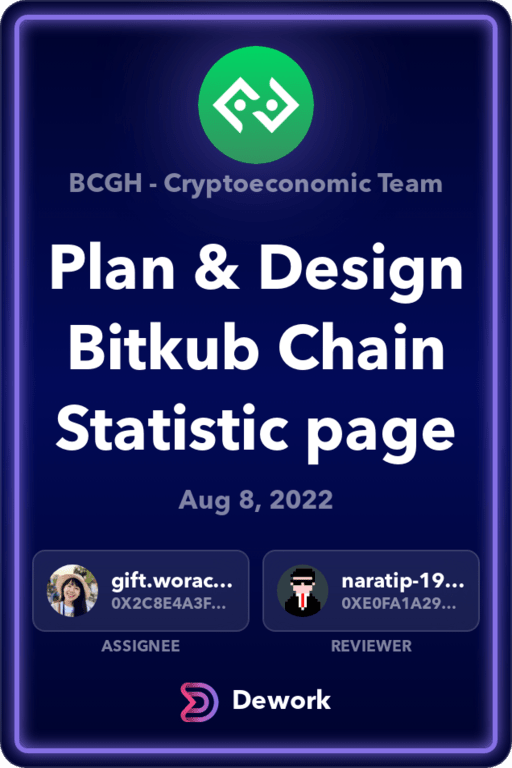 BCGH - Cryptoeconomic Team
Plan & Design
Bitkub Chain
Statistic page
Aug 8, 2022
gift.worac... naratip-19...
0X2C8E4A3F... 0XE0FA1A29...
ASSIGNEE REVIEWER
Dework